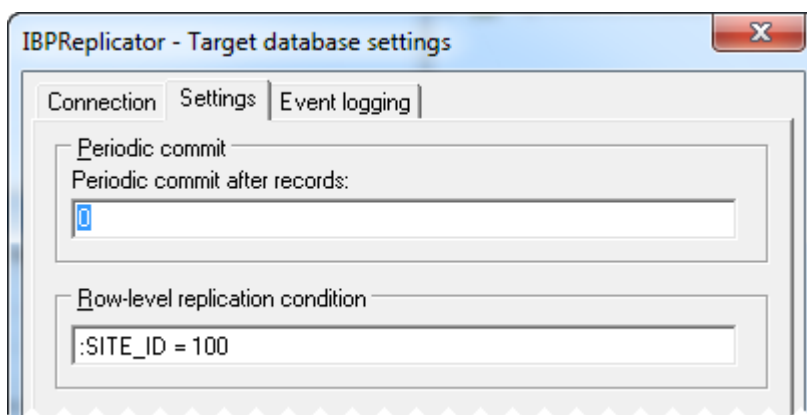 IBPReplicator - Target database settings
Connection Settings Event logging
Periodic commit
Periodic commit after records:
0
Row-level replication condition
:SITE_ID = 100